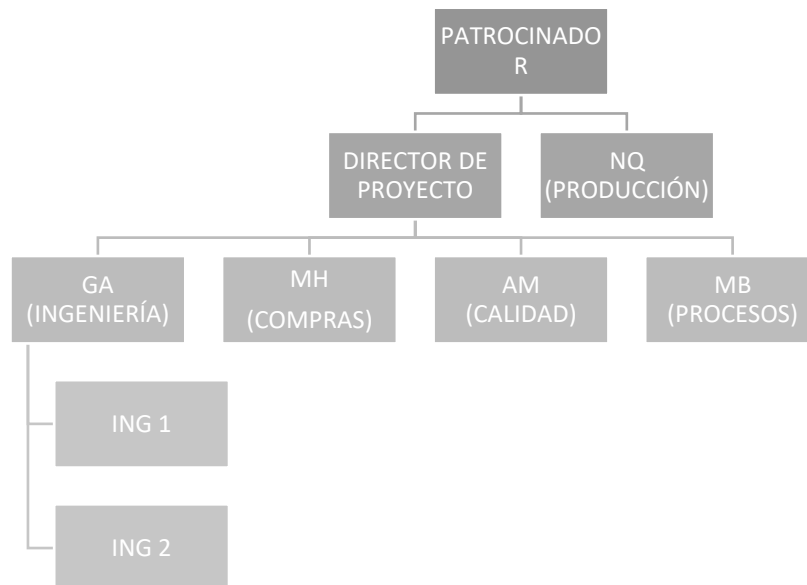 PATROCINADO
R
DIRECTOR DE
PROYECTO
NQ
(PRODUCCIÓN)
GA
(INGENIERÍA)
MH
(COMPRAS)
AM
(CALIDAD)
MB
(PROCESOS)
ING 1
ING 2